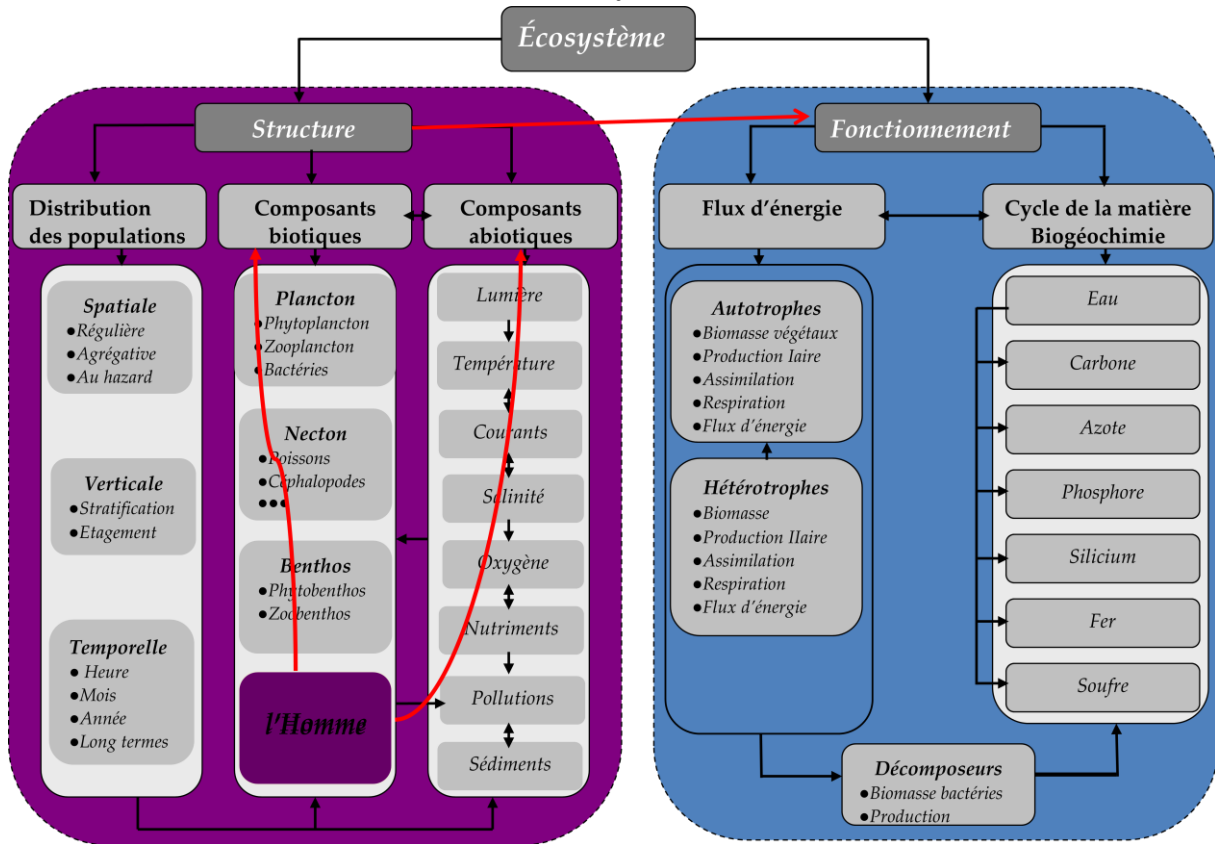 Écosystème
Structure
Distribution
des populations
Spatiale
●Régulière
●Agrégative
●Au hazard
Verticale
●Stratification
●Etagement
Temporelle
● Heure
●Mois
●Année
●Long termes
Composants
biotiques
Plancton
●Phytoplancton
●Zooplancton
●Bactéries
Necton
●Poissons
●Céphalopodes
●●●
Benthos
●Phytobenthos
●Zoobenthos
l'Homme
Composants
abiotiques
Lumière
Température
Courants
Salinité
Oxygène
Nutriments
Pollutions
Sédiments
Fonctionnement
Flux d'énergie
Autotrophes
●Biomasse végétaux
●Production Iaire
●Assimilation
●Respiration
●Flux d'énergie
Hétérotrophes
●Biomasse
●Production IIaire
●Assimilation
●Respiration
●Flux d'énergie
Cycle de la matière
Biogéochimie
Eau
Carbone
Azote
Phosphore
Silicium
Fer
Soufre
Décomposeurs
●Biomasse bactéries
●Production